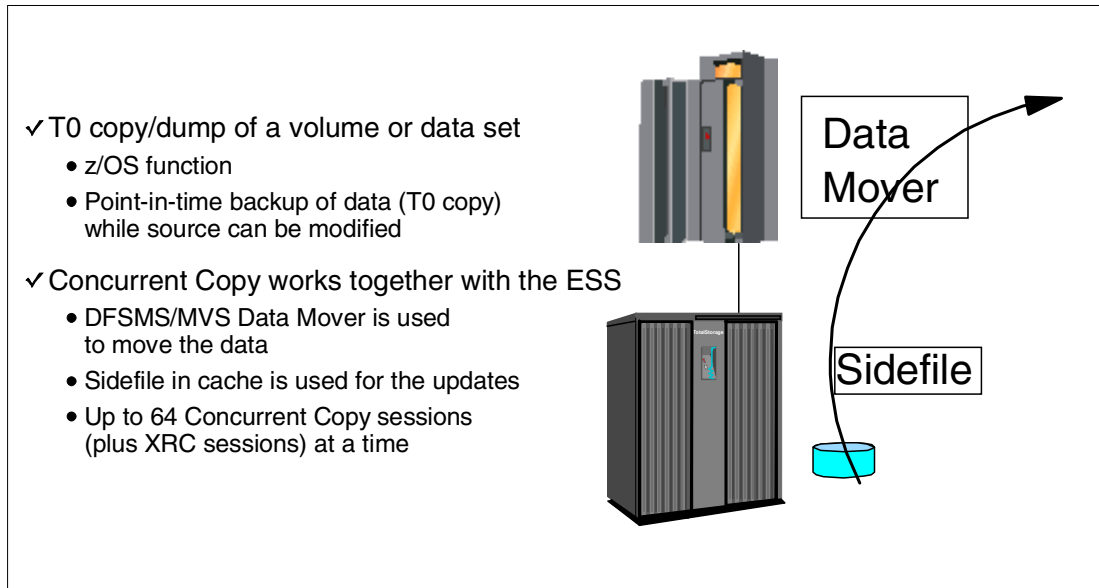 ✓ T0 copy/dump of a volume or data set
• z/OS function
• Point-in-time backup of data (T0 copy)
while source can be modified
✓ Concurrent Copy works together with the ESS
• DFSMS/MVS Data Mover is used
to move the data
• Sidefile in cache is used for the updates
• Up to 64 Concurrent Copy sessions
(plus XRC sessions) at a time
Data
Mover
TotalStorage
Sidefile